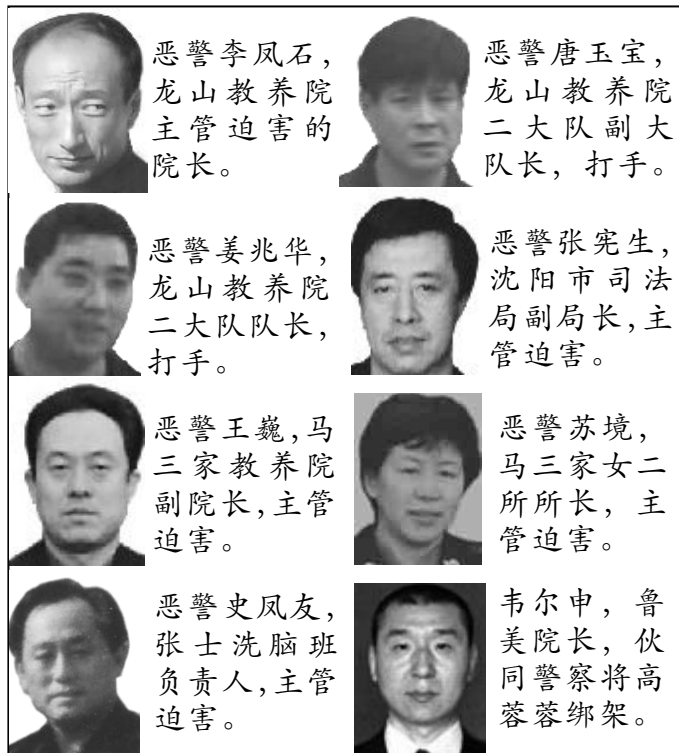 恶警李凤石，
龙山教养院
主管迫害的
院长。
恶警唐玉宝，
龙山教养院
二大队副大
队长，打手。
恶警姜兆华，
龙山教养院
二大队队长，
打手。
恶警张宪生，
沈阳市司法
局副局长，主
管迫害。
恶警王巍，马
三家教养院
副院长，主管
迫害。
恶警苏境，
马三家女二
所所长，主
管迫害。
恶警史凤友，
张士洗脑班
负责人，主管
迫害。
韦尔申，鲁
美院长，伙
同警察将高
蓉蓉绑架。